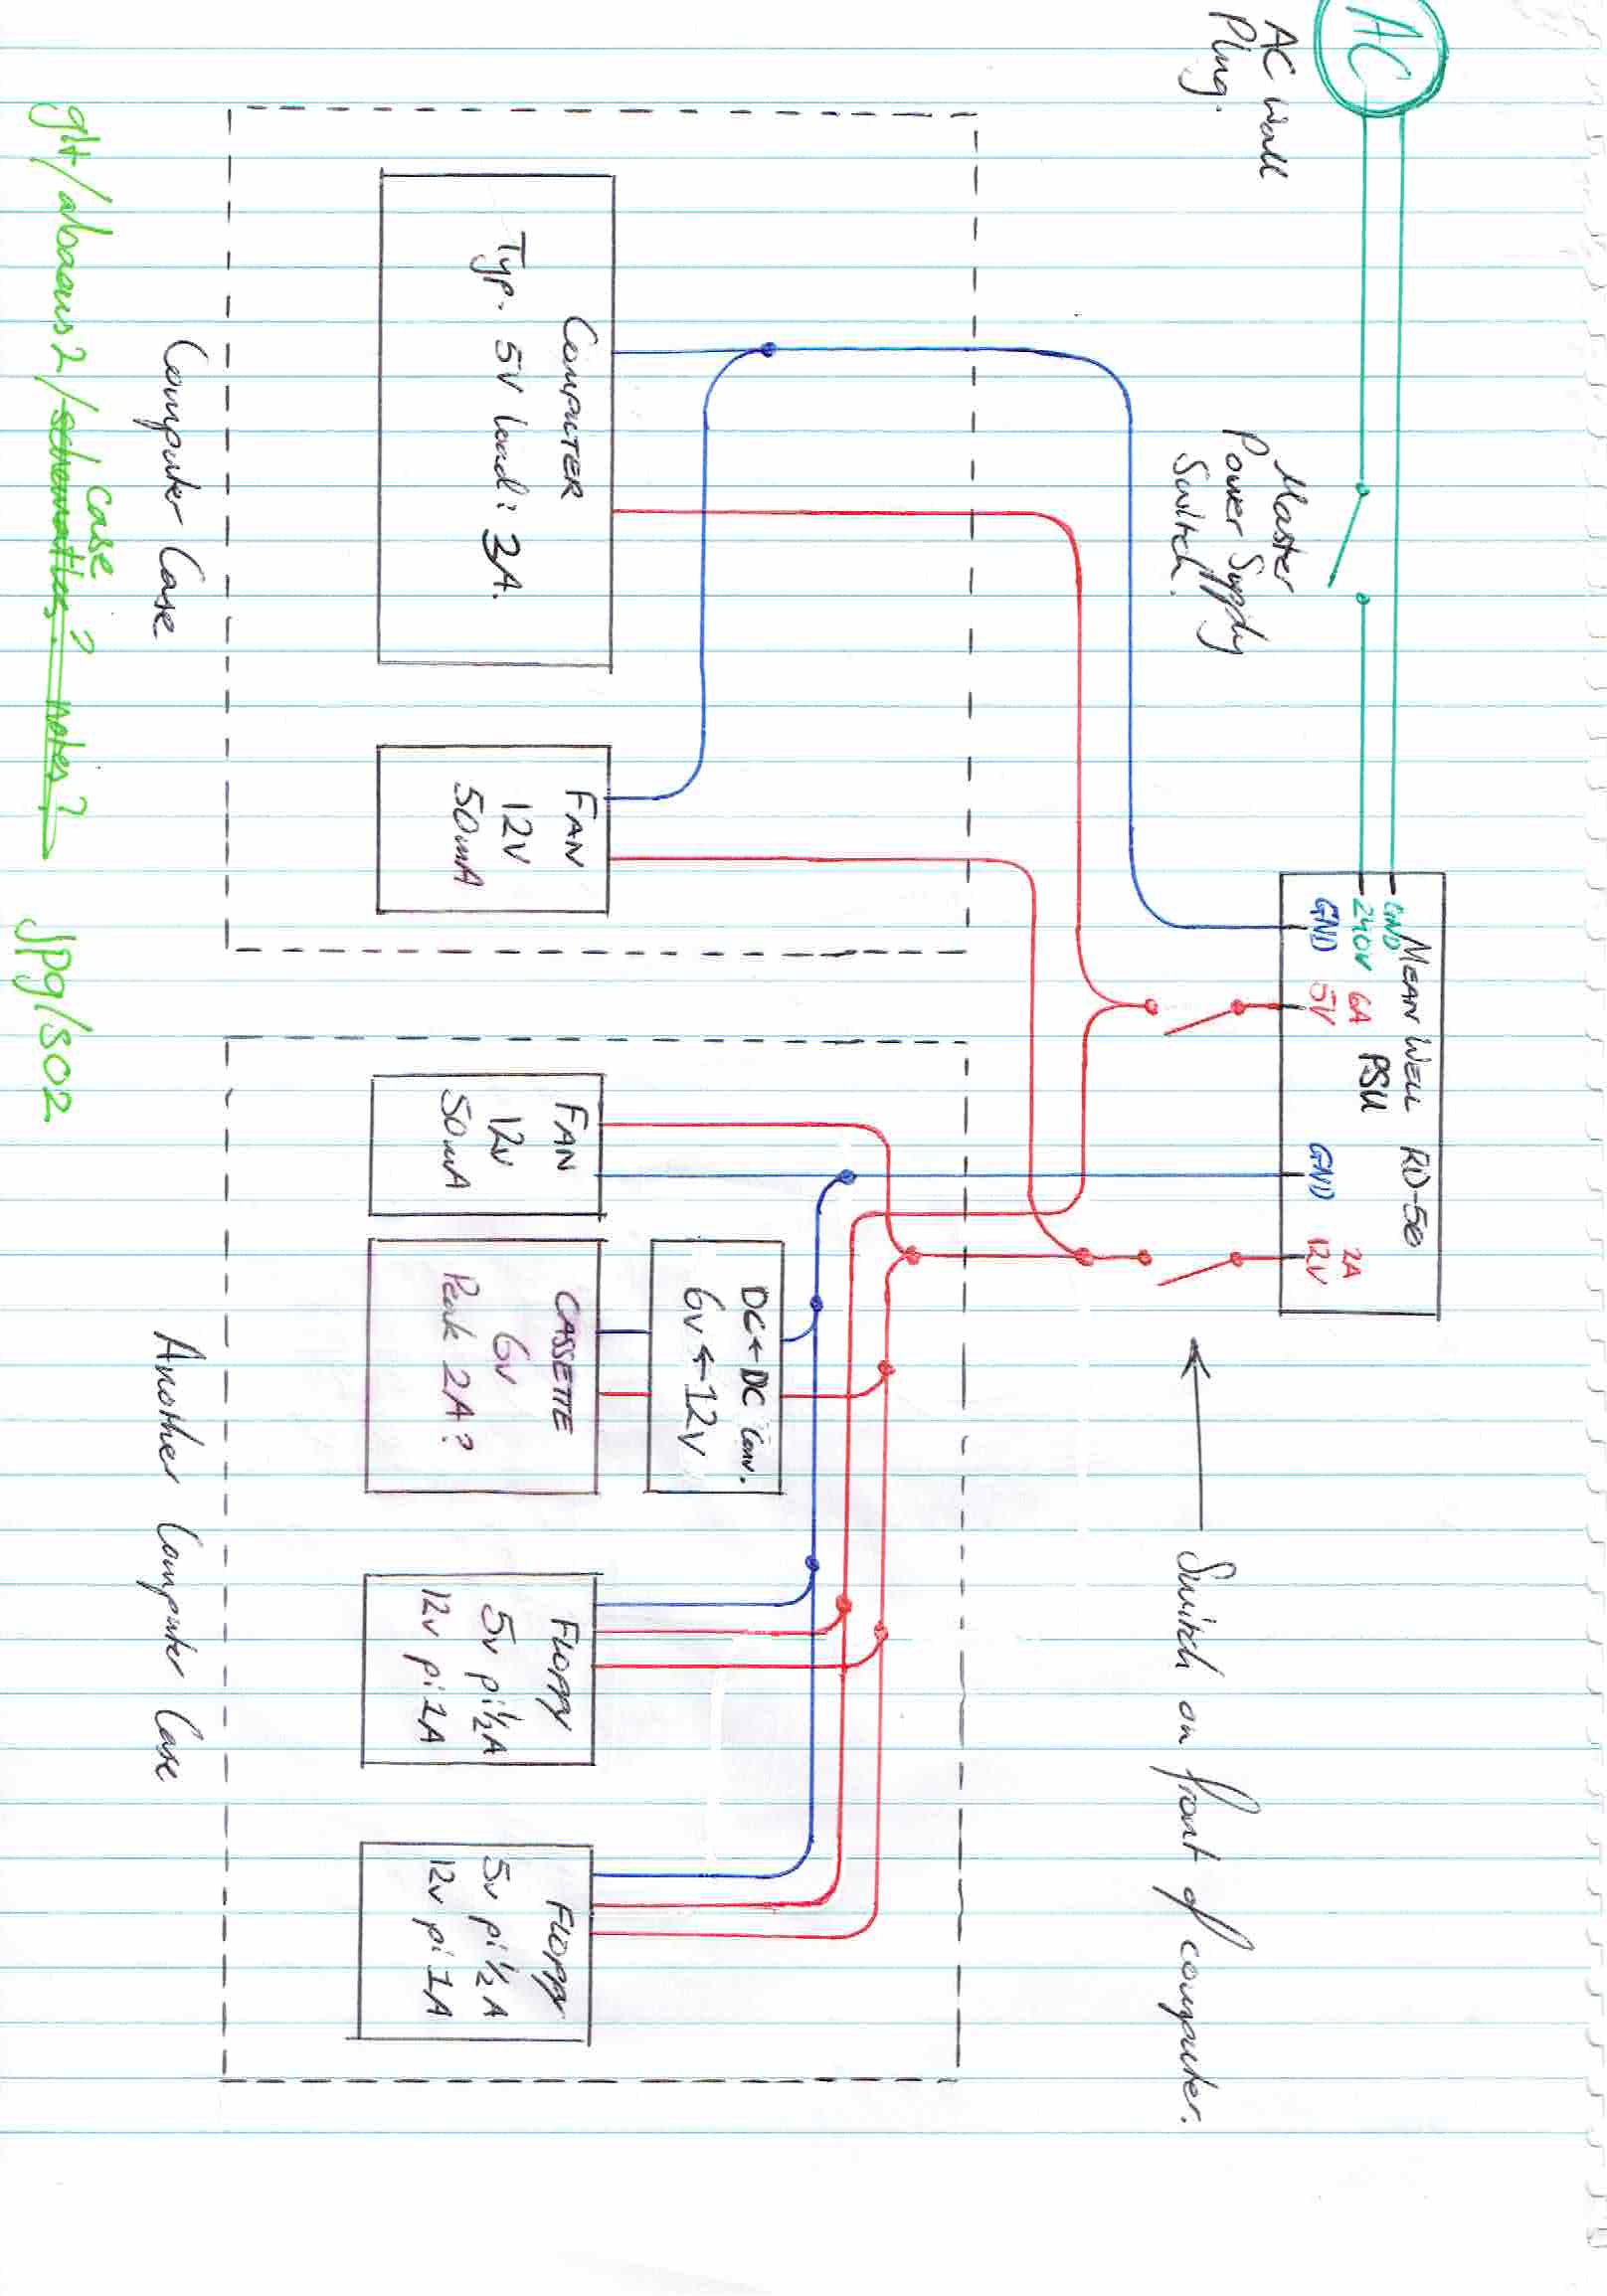 AC
AC Wall
Plug.
Master
Power Supply
Switch.
MEAN WELL RD-50
PSU
GND
240V
6A
2A
GND
5V
GND
12V
Switch on front of computer.
COMPUTER
Typ. 5V load: 3A.
FAN
12V
50mA
DC←DC Conv.
6v←12v
FAN
12v
50mA
CASSETTE
6v
Peak 2A?
FLOPPY
5v pi ½A
12v pi 1A
FLOPPY
5v pi ½A
12v pi 1A
Computer Case
Another Computer Case
case
git/abacus2/schematics? notes?
jpg/S02